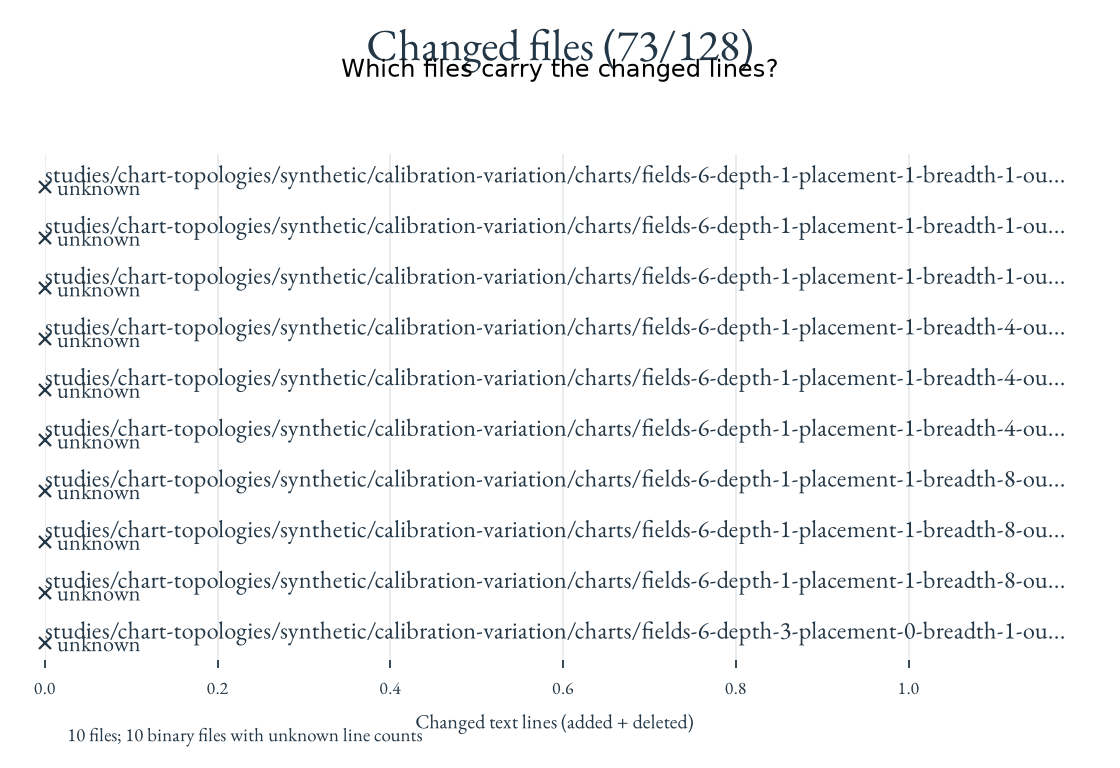 Changed files (73/128)
Which files carry the changed lines?
studies/chart-topologies/synthetic/calibration-variation/charts/fields-6-depth-1-placement-1-breadth-1-ou...
× unknown
studies/chart-topologies/synthetic/calibration-variation/charts/fields-6-depth-1-placement-1-breadth-1-ou...
× unknown
studies/chart-topologies/synthetic/calibration-variation/charts/fields-6-depth-1-placement-1-breadth-1-ou...
× unknown
studies/chart-topologies/synthetic/calibration-variation/charts/fields-6-depth-1-placement-1-breadth-4-ou...
× unknown
studies/chart-topologies/synthetic/calibration-variation/charts/fields-6-depth-1-placement-1-breadth-4-ou...
× unknown
studies/chart-topologies/synthetic/calibration-variation/charts/fields-6-depth-1-placement-1-breadth-4-ou...
× unknown
studies/chart-topologies/synthetic/calibration-variation/charts/fields-6-depth-1-placement-1-breadth-8-ou...
× unknown
studies/chart-topologies/synthetic/calibration-variation/charts/fields-6-depth-1-placement-1-breadth-8-ou...
× unknown
studies/chart-topologies/synthetic/calibration-variation/charts/fields-6-depth-1-placement-1-breadth-8-ou...
× unknown
studies/chart-topologies/synthetic/calibration-variation/charts/fields-6-depth-3-placement-0-breadth-1-ou...
× unknown
0.0 0.2 0.4 0.6 0.8 1.0
Changed text lines (added + deleted)
10 files; 10 binary files with unknown line counts